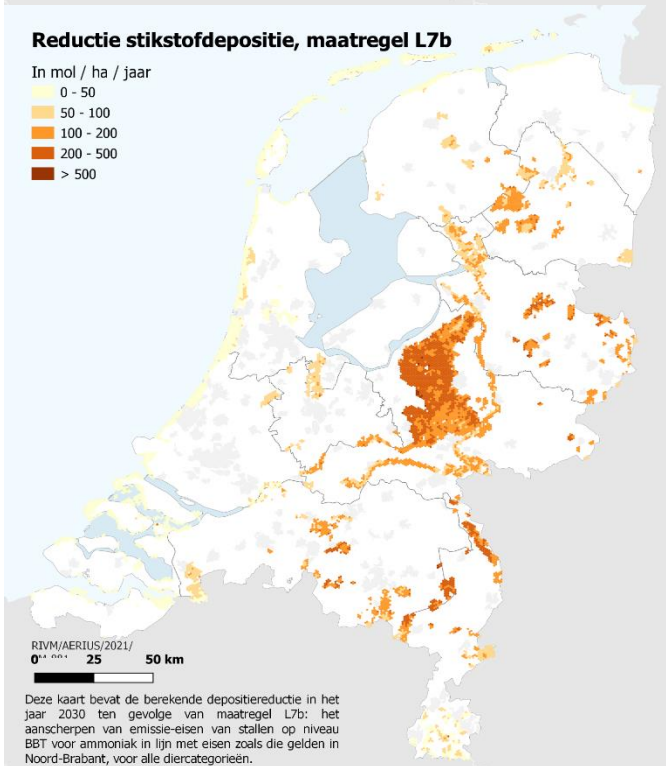 Reductie stikstofdepositie, maatregel L7b
In mol / ha / jaar
0 - 50
50 - 100
100 - 200
200 - 500
> 500
RIVM/AERIUS/2021/
0 25 50 km
Deze kaart bevat de berekende depositiereductie in het
jaar 2030 ten gevolge van maatregel L7b: het
aanscherpen van emissie-eisen van stallen op niveau
BBT voor ammoniak in lijn met eisen zoals die gelden in
Noord-Brabant, voor alle diercategorieën.